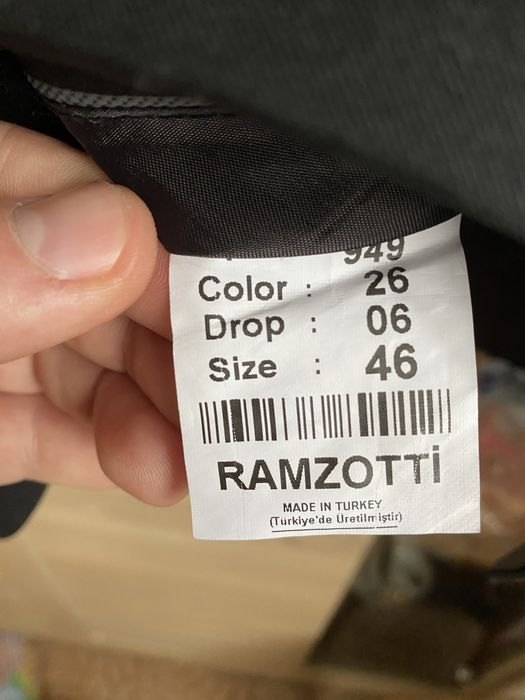 949
Color : 26
Drop : 06
Size : 46
RAMZOTTİ
MADE IN TURKEY
(Türkiye'de Üretilmiştir)